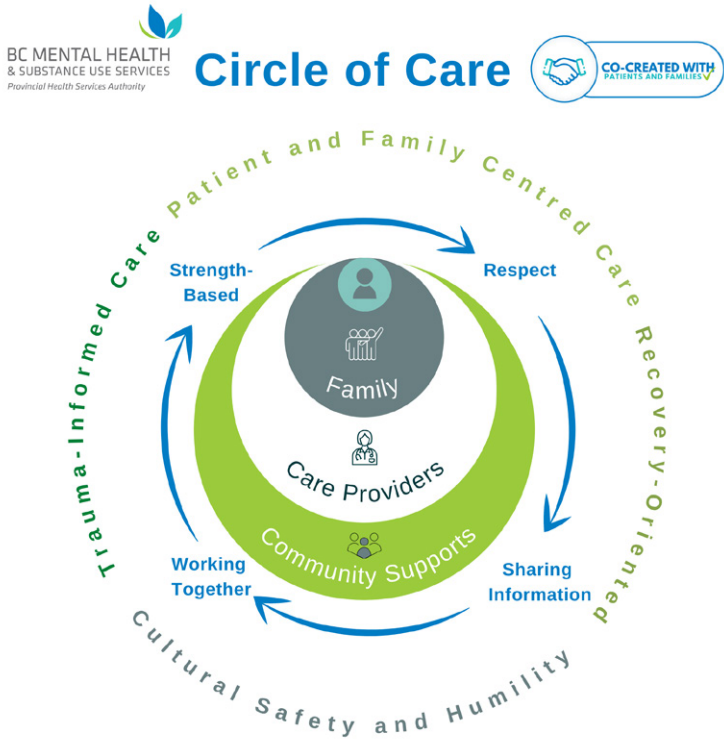 BC MENTAL HEALTH
& SUBSTANCE USE SERVICES
Provincial Health Services Authority
Circle of Care
CO-CREATED WITH
PATIENTS AND FAMILIES
Trauma-Informed Care
Patient and Family Centred Care
Recovery-Oriented
Strength-
Based
Respect
Family
Care Providers
Community Supports
Working
Together
Sharing
Information
Cultural Safety and Humility